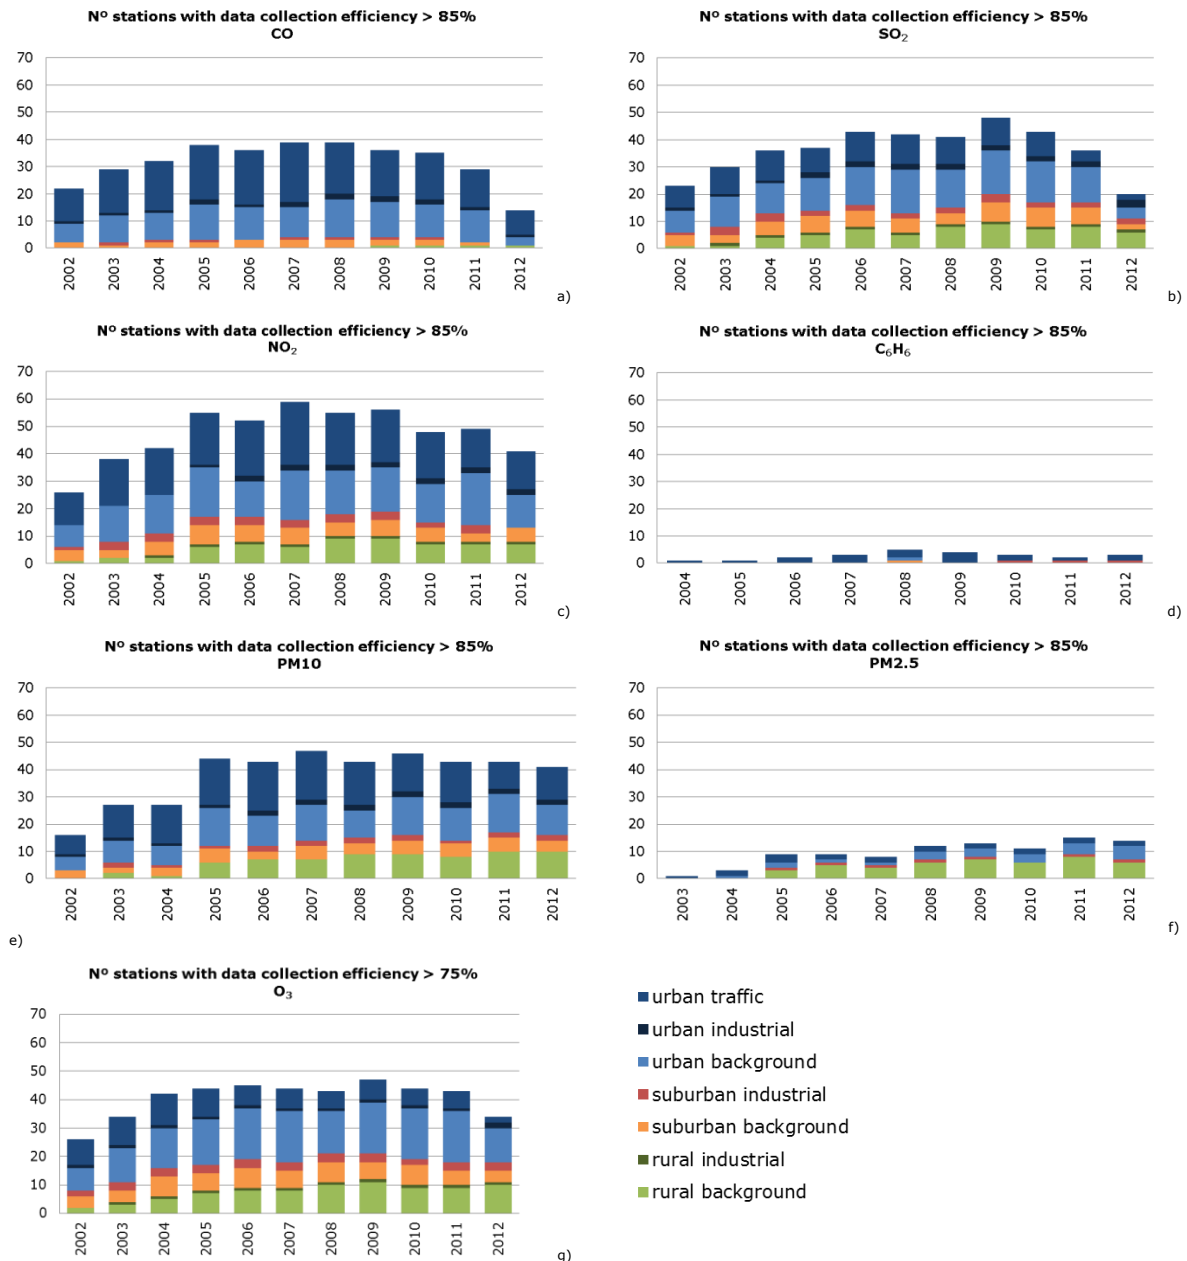 Nº stations with data collection efficiency > 85%
CO
70
60
50
40
30
20
10
0
2002 2003 2004 2005 2006 2007 2008 2009 2010 2011 2012
a)
Nº stations with data collection efficiency > 85%
SO₂
70
60
50
40
30
20
10
0
2002 2003 2004 2005 2006 2007 2008 2009 2010 2011 2012
b)
Nº stations with data collection efficiency > 85%
NO₂
70
60
50
40
30
20
10
0
2002 2003 2004 2005 2006 2007 2008 2009 2010 2011 2012
c)
Nº stations with data collection efficiency > 85%
C₆H₆
70
60
50
40
30
20
10
0
2004 2005 2006 2007 2008 2009 2010 2011 2012
d)
Nº stations with data collection efficiency > 85%
PM10
70
60
50
40
30
20
10
0
2002 2003 2004 2005 2006 2007 2008 2009 2010 2011 2012
e)
Nº stations with data collection efficiency > 85%
PM2.5
70
60
50
40
30
20
10
0
2003 2004 2005 2006 2007 2008 2009 2010 2011 2012
f)
Nº stations with data collection efficiency > 75%
O₃
70
60
50
40
30
20
10
0
2002 2003 2004 2005 2006 2007 2008 2009 2010 2011 2012
g)
urban traffic
urban industrial
urban background
suburban industrial
suburban background
rural industrial
rural background